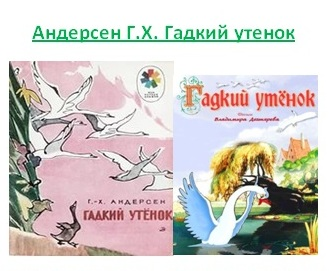 Андерсен Г.Х. Гадкий утенок
Г.-Х. АНДЕРСЕН
ГАДКИЙ УТЁНОК
Гадкий утёнок